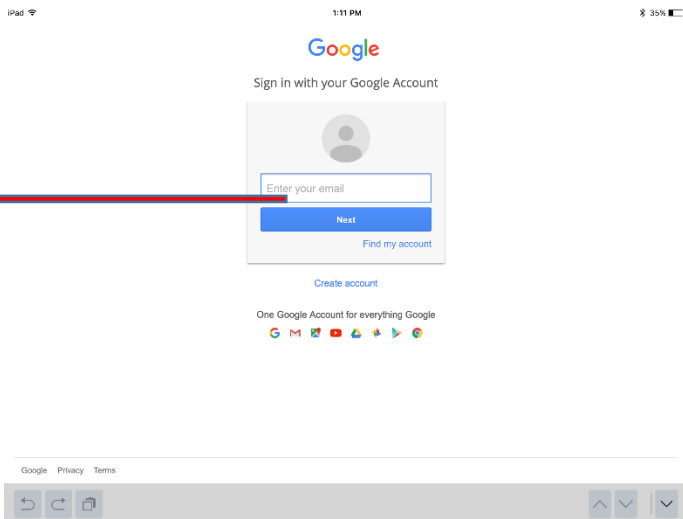 iPad 1:11 PM 35%
Google
Sign in with your Google Account
Enter your email
Next
Find my account
Create account
One Google Account for everything Google
Google Privacy Terms